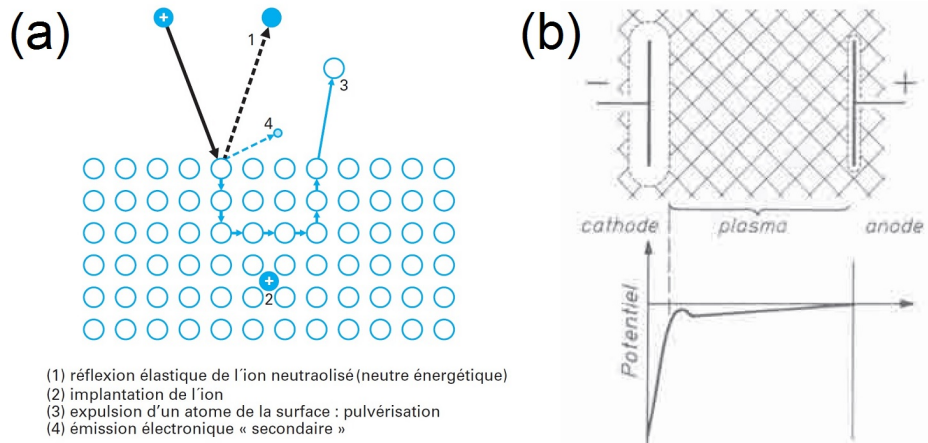 (a)
+
1
3
4
+
2
(1) réflexion élastique de l'ion neutraolisé (neutre énergétique)
(2) implantation de l'ion
(3) expulsion d'un atome de la surface : pulvérisation
(4) émission électronique « secondaire »
(b)
− +
cathode plasma anode
Potentiel